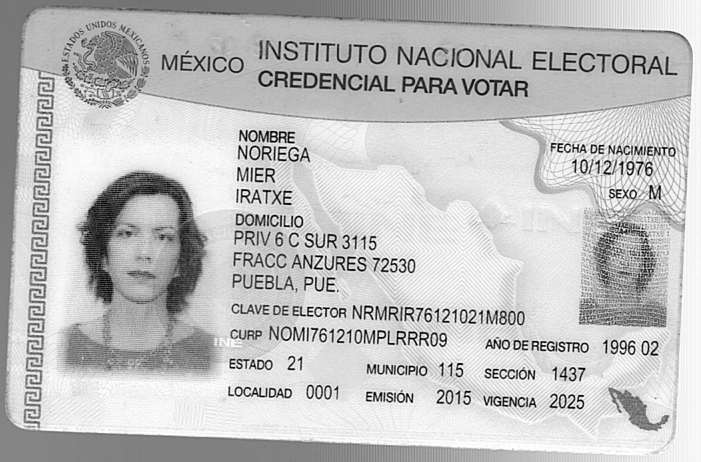 ESTADOS UNIDOS MEXICANOS
MÉXICO INSTITUTO NACIONAL ELECTORAL
CREDENCIAL PARA VOTAR
NOMBRE
NORIEGA
MIER
IRATXE
FECHA DE NACIMIENTO
10/12/1976
SEXO M
DOMICILIO
PRIV 6 C SUR 3115
FRACC ANZURES 72530
PUEBLA, PUE.
CLAVE DE ELECTOR NRMRIR76121021M800
CURP NOMI761210MPLRRR09 AÑO DE REGISTRO 1996 02
ESTADO 21 MUNICIPIO 115 SECCIÓN 1437
LOCALIDAD 0001 EMISIÓN 2015 VIGENCIA 2025
INE
INE